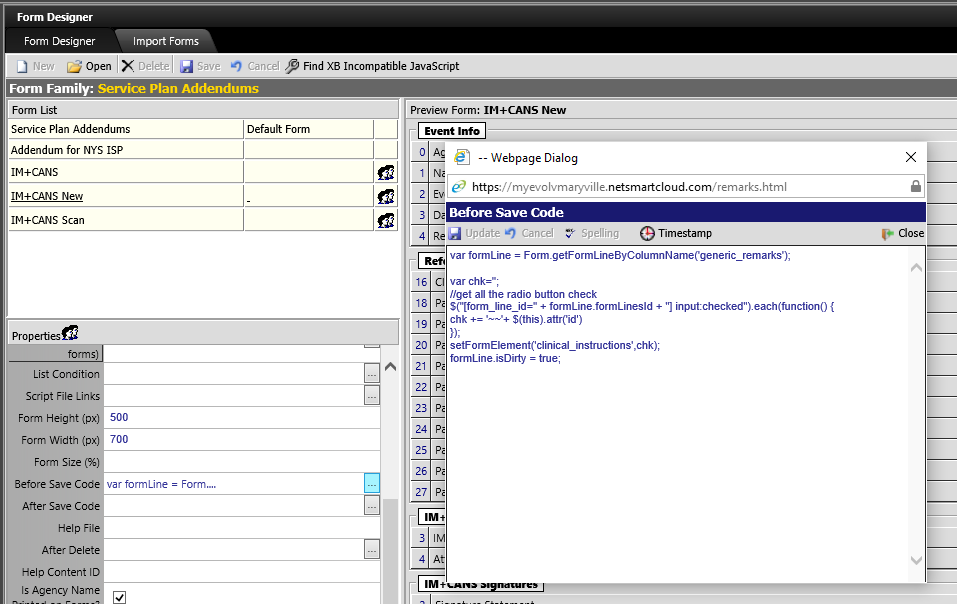 Form Designer
Form Designer
Import Forms
New
Open
Delete
Save
Cancel
Find XB Incompatible JavaScript
Form Family: Service Plan Addendums
Form List
Service Plan Addendums
Default Form
Addendum for NYS ISP
IM+CANS
IM+CANS New
-
IM+CANS Scan
Properties
forms)
List Condition
...
Script File Links
...
Form Height (px)
500
Form Width (px)
700
Form Size (%)
Before Save Code
var formLine = Form....
...
After Save Code
...
Help File
After Delete
...
Help Content ID
Is Agency Name
Preview Form: IM+CANS New
Event Info
0 Ag
1 Na
2 Eve
3 Da
4 Re
Refe
16 Cl
18 Pa
19 Pa
20 Pa
21 Pa
22 Pa
23 Pa
24 Pa
25 Pa
26 Pa
27 Pa
IM+
3 IM
4 At
IM+CANS Signatures
Signature Statement
-- Webpage Dialog
https://myevolvmaryville.netsmartcloud.com/remarks.html
Before Save Code
Update
Cancel
Spelling
Timestamp
Close
var formLine = Form.getFormLineByColumnName('generic_remarks');
var chk='';
//get all the radio button check
$("[form_line_id=" + formLine.formLinesId + "] input:checked").each(function() {
chk += '~~'+ $(this).attr('id')
});
setFormElement('clinical_instructions',chk);
formLine.isDirty = true;